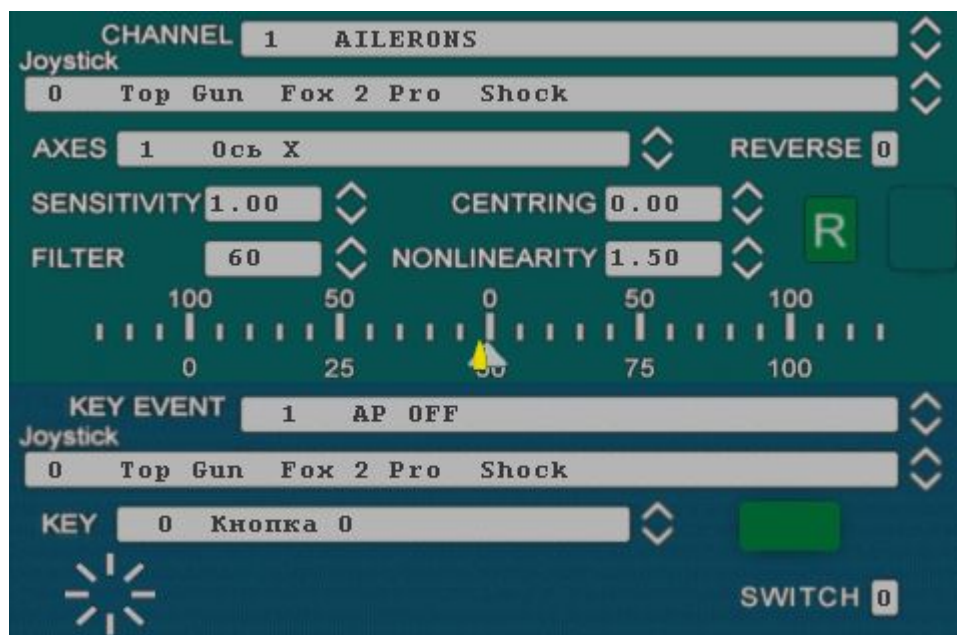 CHANNEL 1 AILERONS
Joystick
0 Top Gun Fox 2 Pro Shock
AXES 1 Ось X REVERSE 0
SENSITIVITY 1.00 CENTRING 0.00
R
FILTER 60 NONLINEARITY 1.50
100 50 0 50 100
0 25 50 75 100
KEY EVENT 1 AP OFF
Joystick
0 Top Gun Fox 2 Pro Shock
KEY 0 Кнопка 0
SWITCH 0